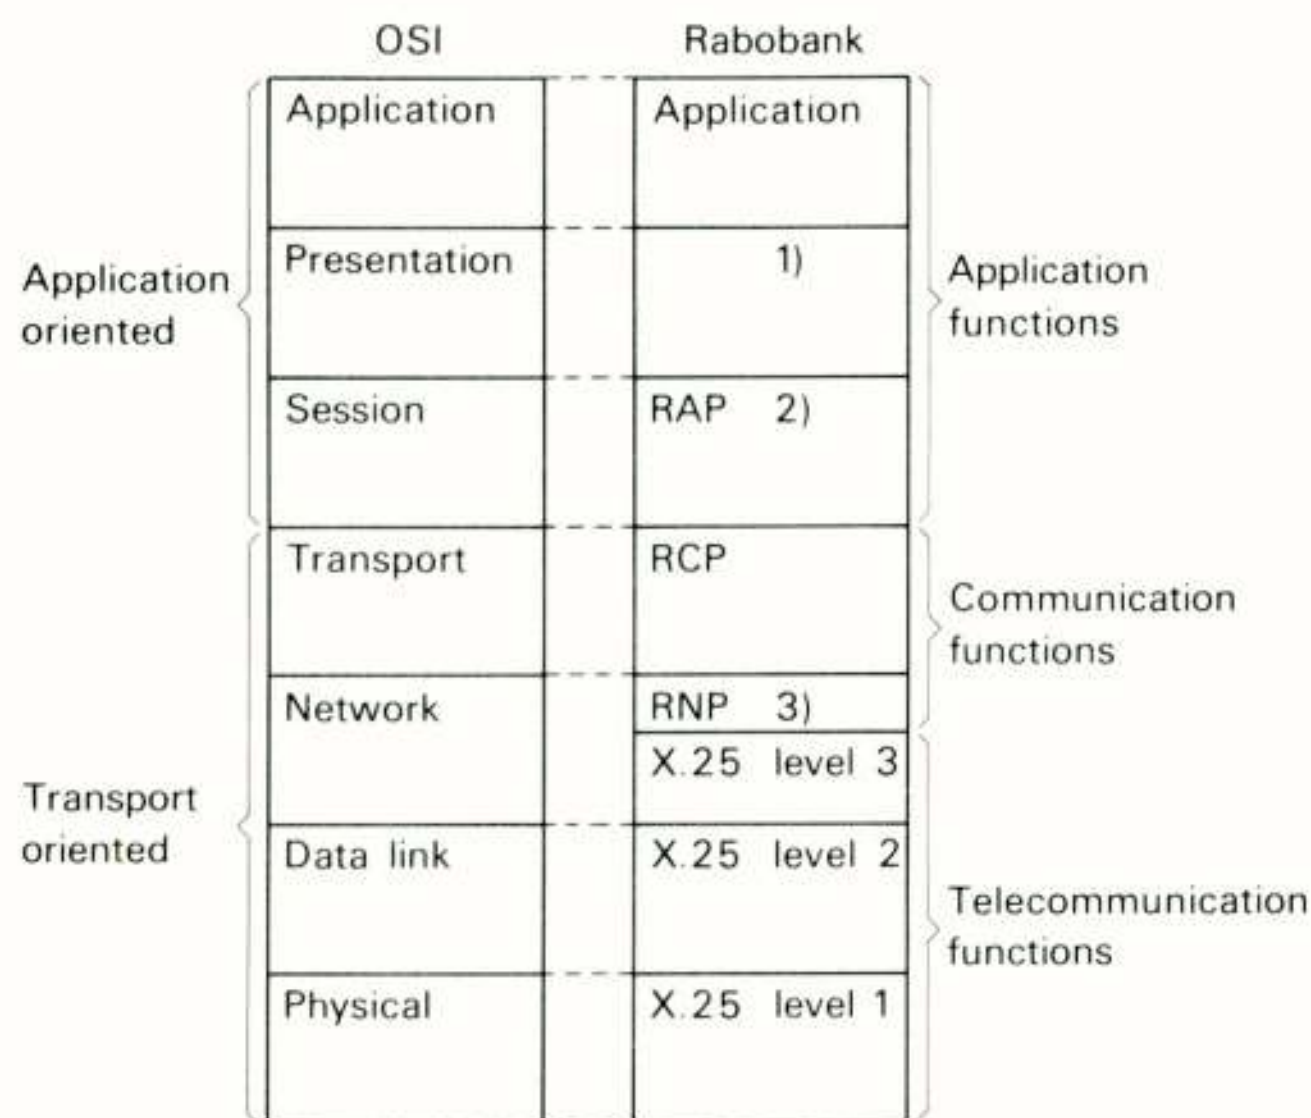 OSI Rabobank
Application Application
Presentation 1)
Application
oriented
Application
functions
Session RAP 2)
Transport RCP
Communication
functions
Network RNP 3)
X.25 level 3
Transport
oriented
Data link X.25 level 2
Telecommunication
functions
Physical X.25 level 1